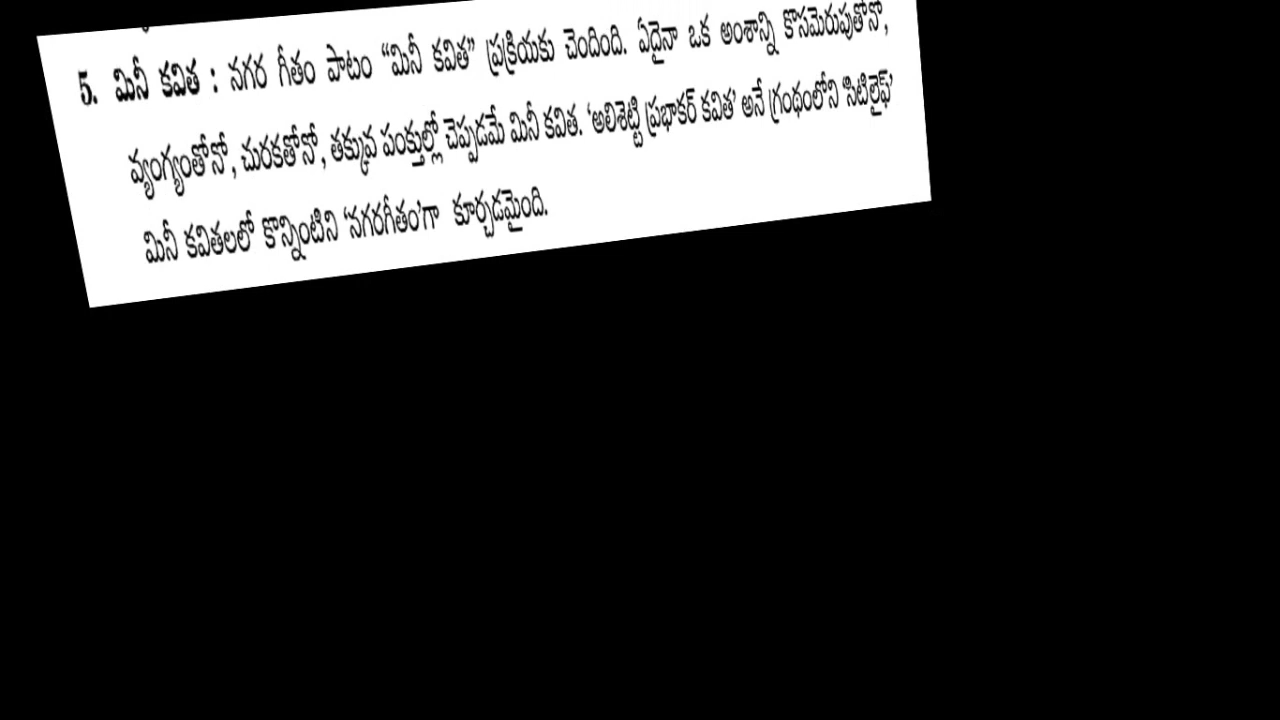 5. మినీ కవిత : నగర గీతం పాటం “మినీ కవిత” ప్రక్రియకు చెందింది. ఏదైనా ఒక అంశాన్ని కొసమెరుపుతోనో,
వ్యంగ్యంతోనో, చురకతోనో, తక్కువ పంక్తుల్లో చెప్పడమే మినీ కవిత. ‘అలిశెట్టి ప్రభాకర్ కవిత’ అనే గ్రంథంలోని ‘సిటీలైఫ్’
మినీ కవితలలో కొన్నింటిని ‘నగరగీతం’గా కూర్చడమైంది.